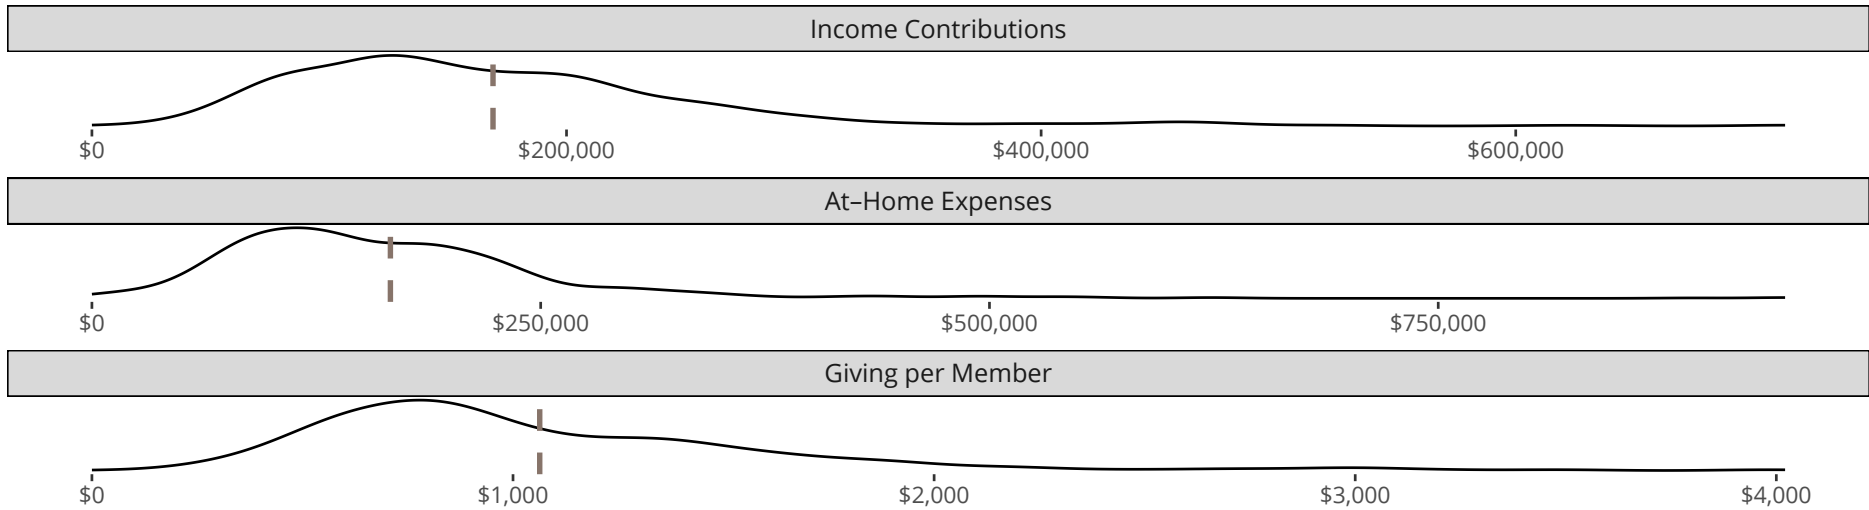 Income Contributions
$0 $200,000 $400,000 $600,000
At–Home Expenses
$0 $250,000 $500,000 $750,000
Giving per Member
$0 $1,000 $2,000 $3,000 $4,000